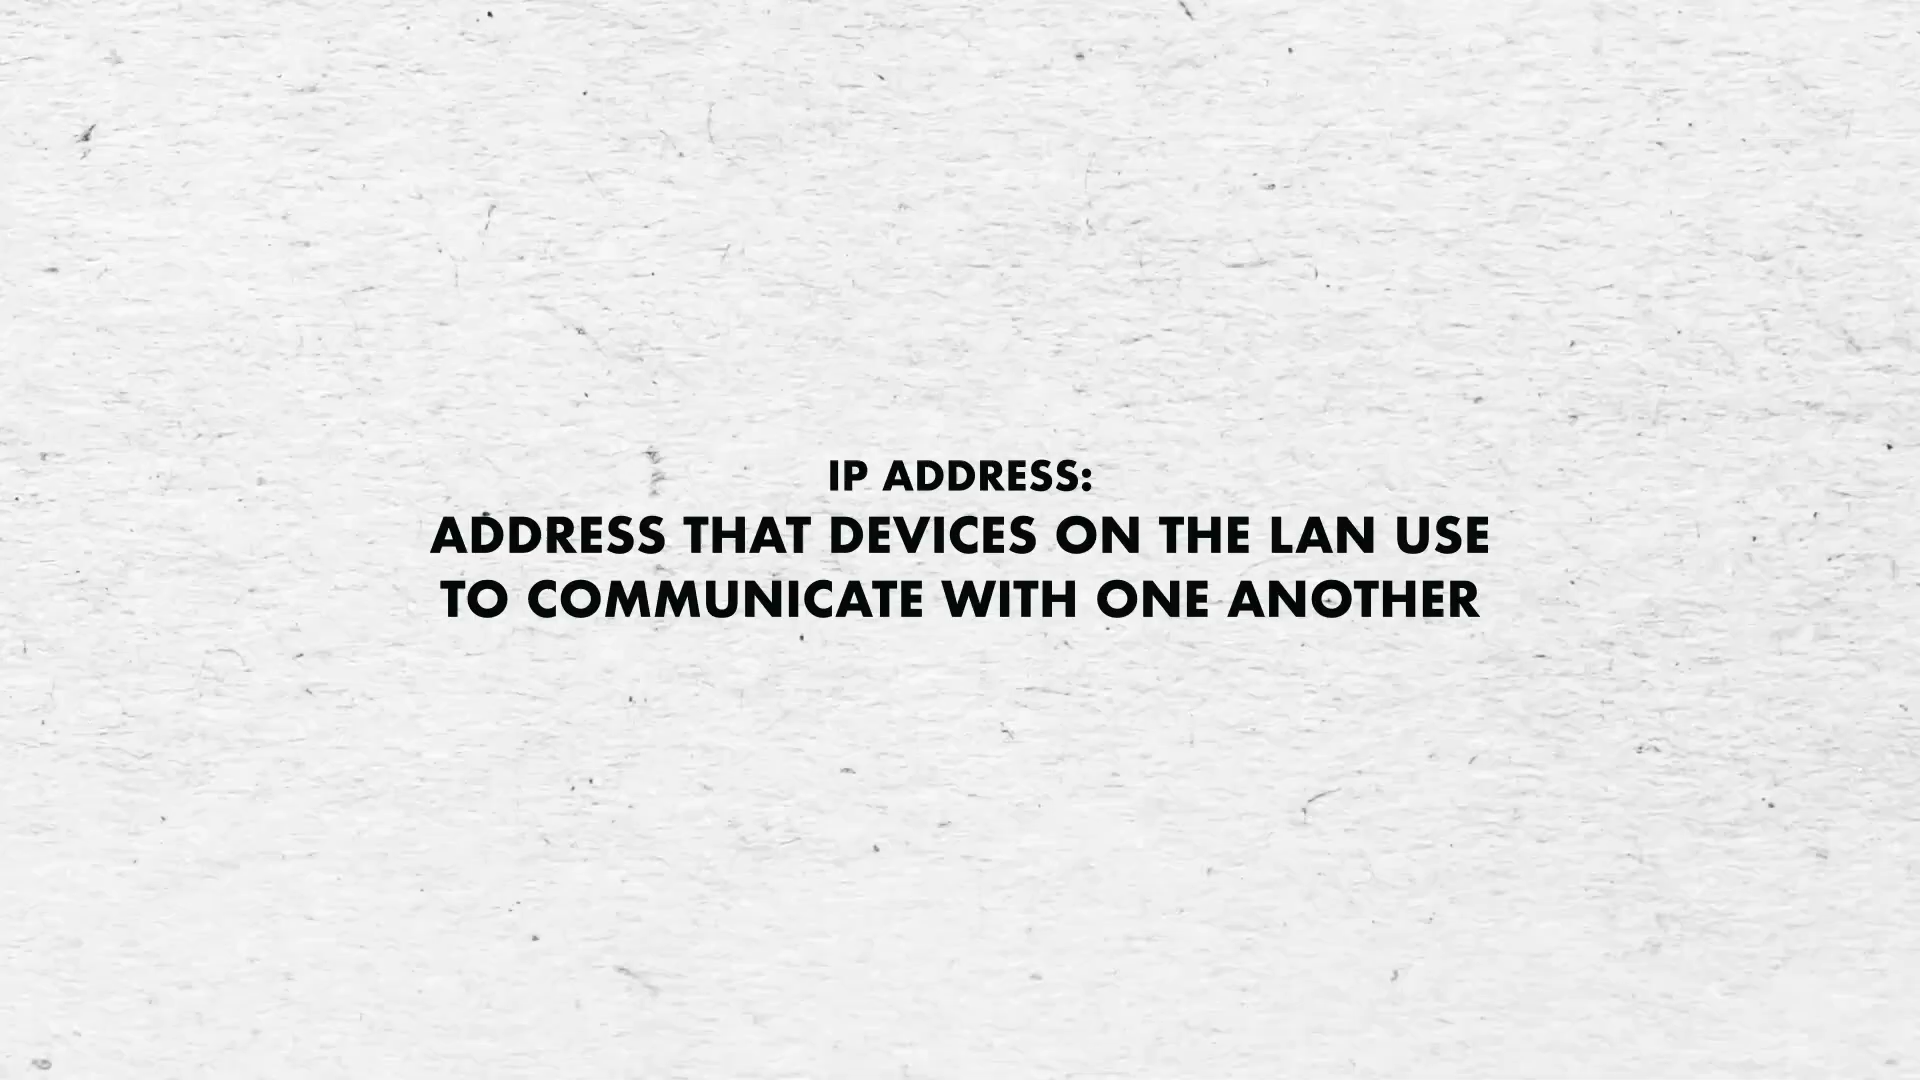 IP ADDRESS:
ADDRESS THAT DEVICES ON THE LAN USE
TO COMMUNICATE WITH ONE ANOTHER